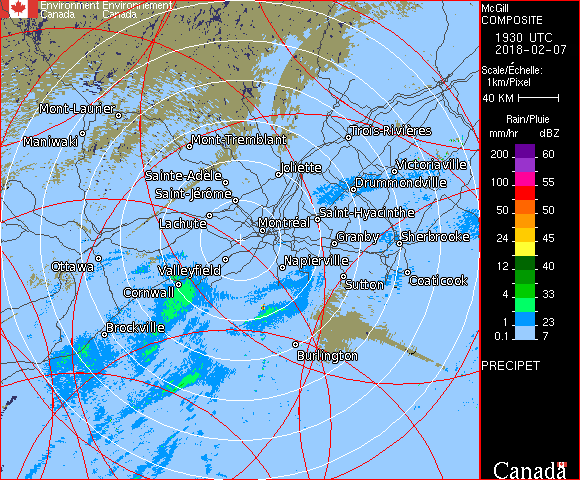 Environment Environnement
Canada Canada
McGill
COMPOSITE
1930 UTC
2018-02-07
Scale/Échelle:
1km/Pixel
40 KM
Rain/Pluie
mm/hr dBZ
200 60
100 55
50 50
24 45
12 40
4 33
1 23
0.1 7
PRECIPET
Canada
Mont-Laurier
Maniwaki
Mont-Tremblant
Trois-Rivières
Joliette
Victoriaville
Sainte-Adele
Drummondville
Saint-Jérôme
Saint-Hyacinthe
Lachute
Montréal
Granby
Sherbrooke
Ottawa
Valleyfield
Napierville
Sutton
Coaticook
Cornwall
Brockville
Burlington